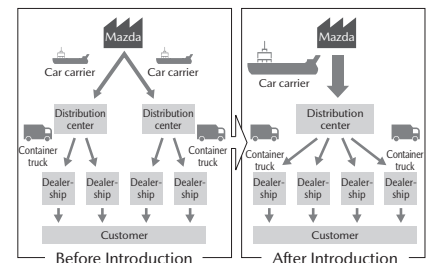 Mazda
Car carrier
Car carrier
Distribution
center
Distribution
center
Container
truck
Container
truck
Dealer-
ship
Dealer-
ship
Dealer-
ship
Dealer-
ship
Customer
Before Introduction
Mazda
Car carrier
Distribution
center
Container
truck
Container
truck
Dealer-
ship
Dealer-
ship
Dealer-
ship
Dealer-
ship
Customer
After Introduction